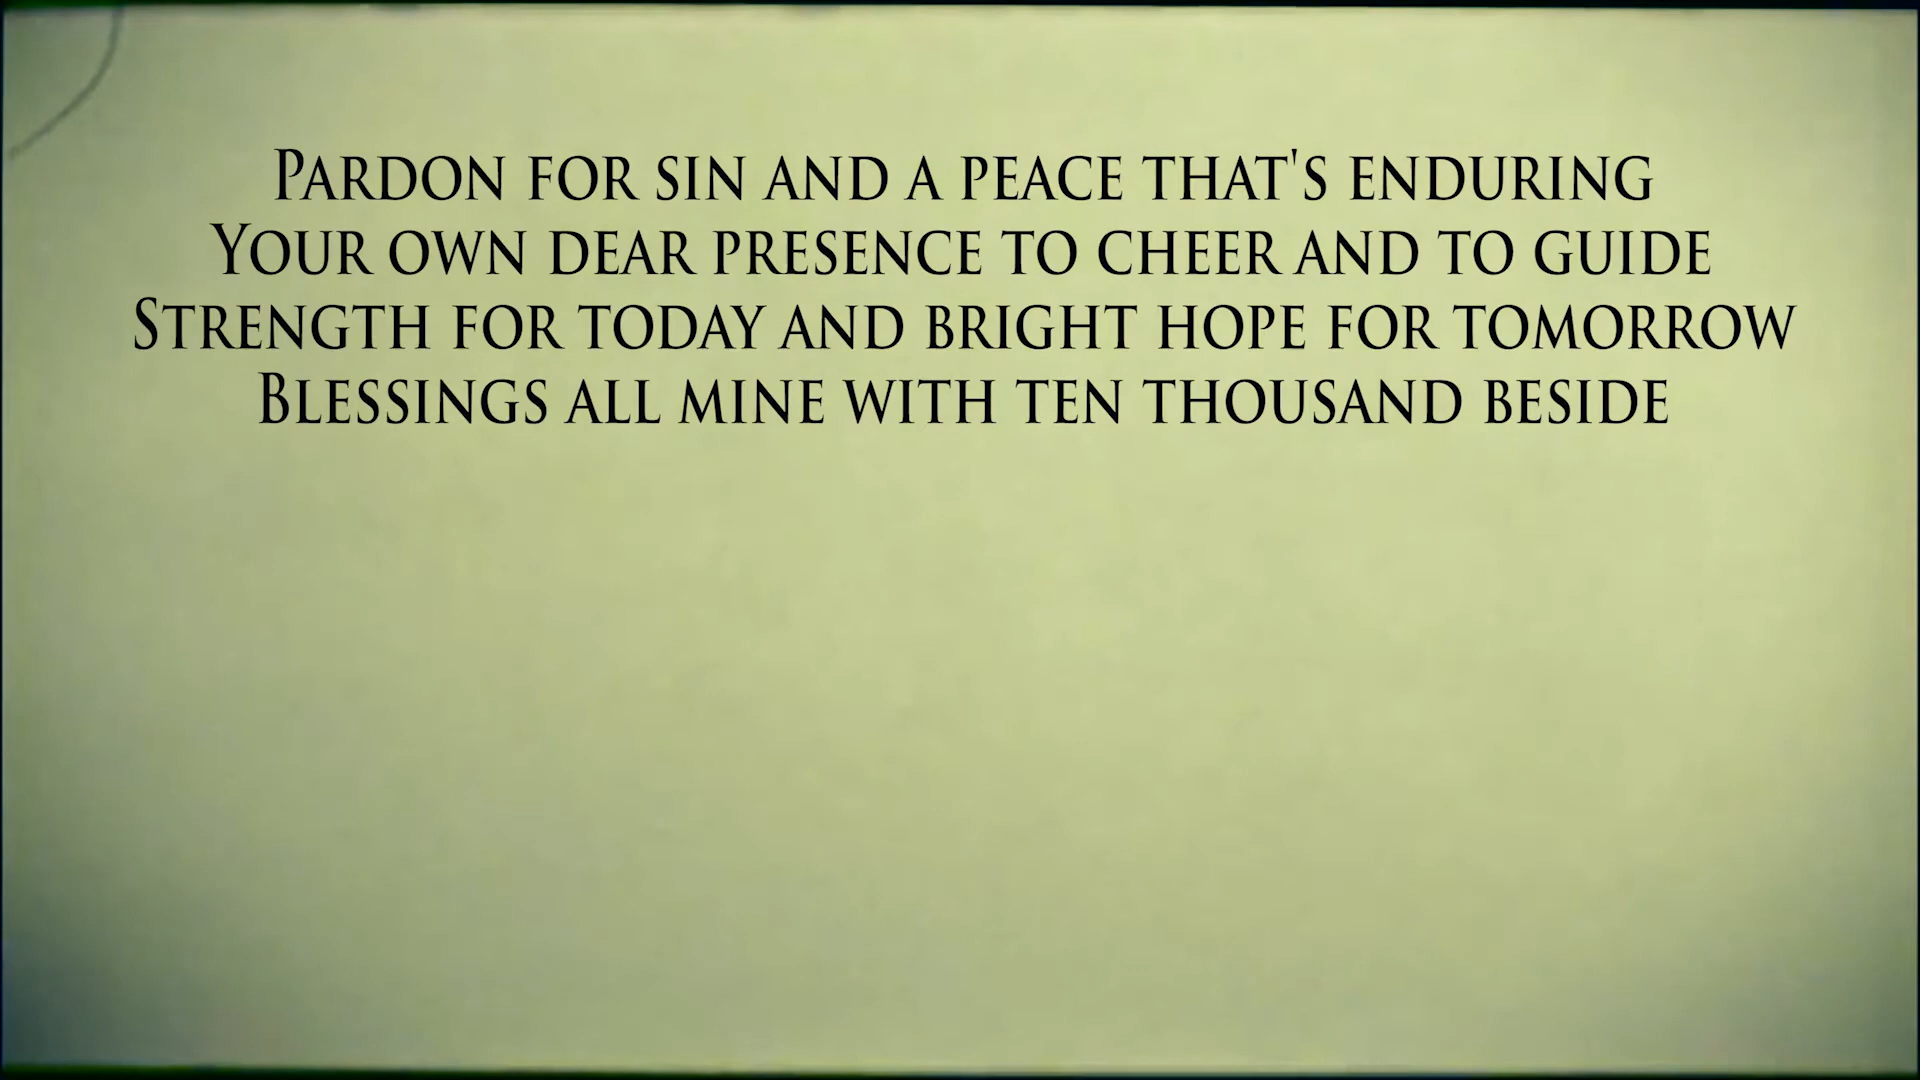 Pardon for sin and a peace that's enduring
Your own dear presence to cheer and to guide
Strength for today and bright hope for tomorrow
Blessings all mine with ten thousand beside